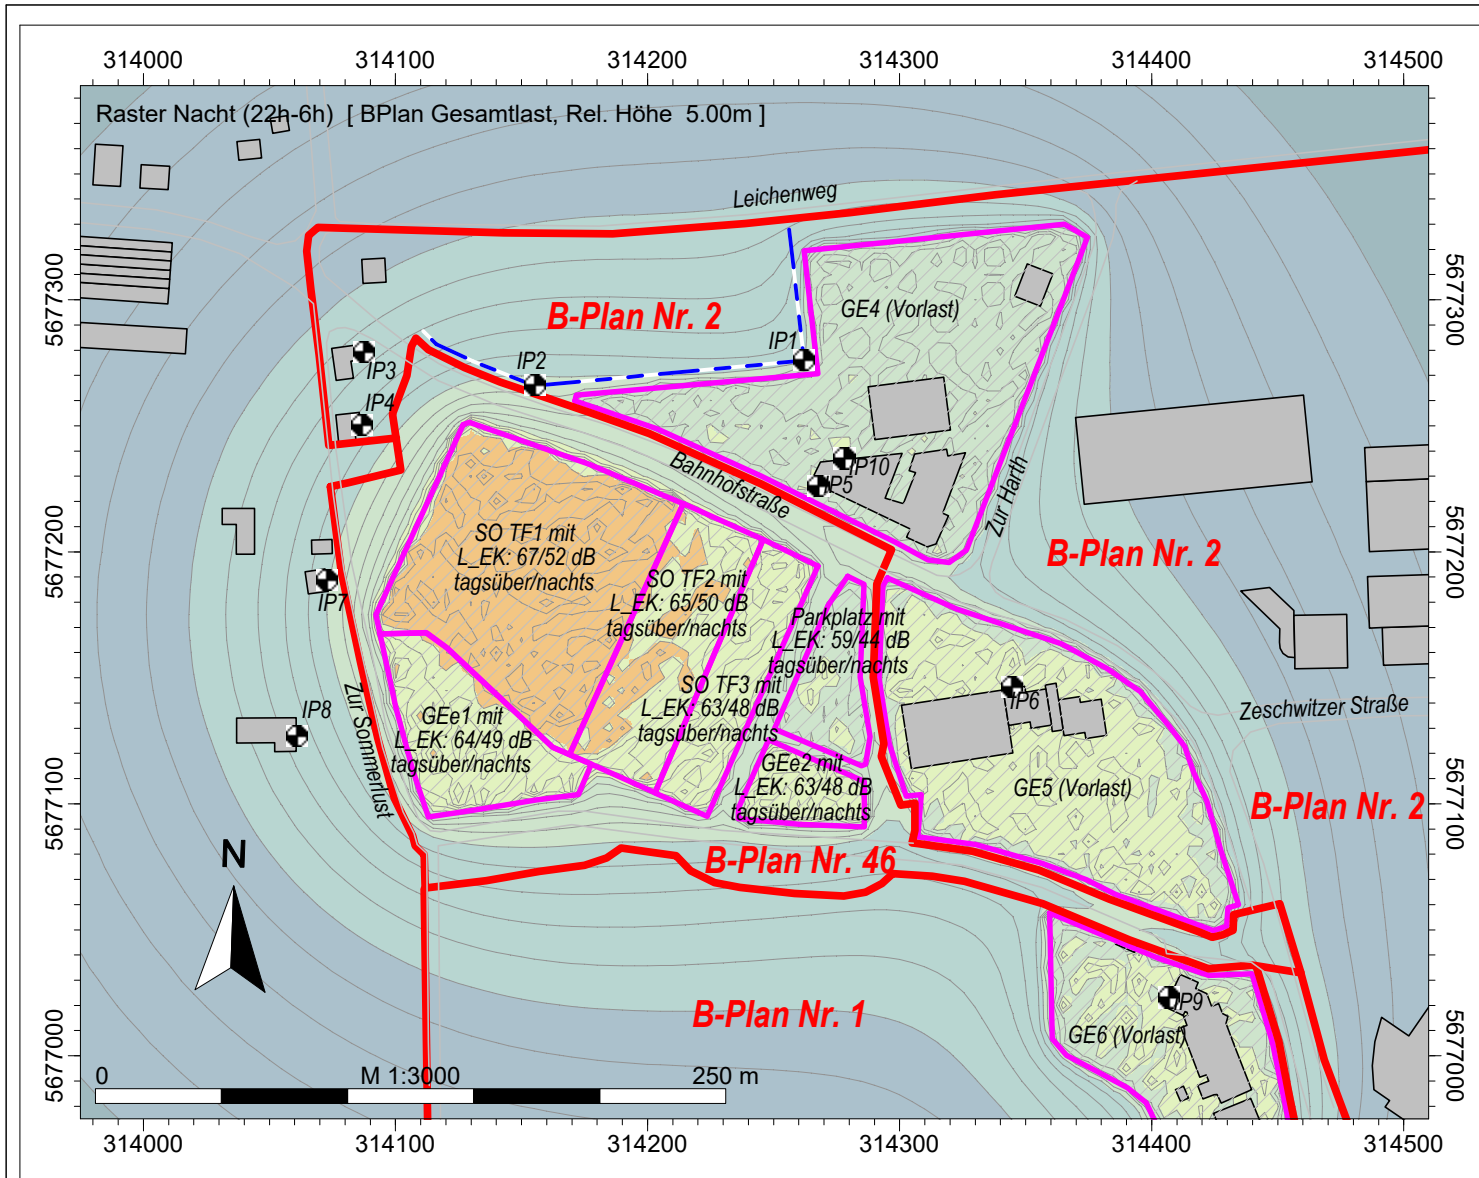 314000 314100 314200 314300 314400 314500
Raster Nacht (22h-6h) [ BPlan Gesamtlast, Rel. Höhe 5.00m ]
Leichenweg
5677300
5677300
B-Plan Nr. 2
GE4 (Vorlast)
IP1
IP2
IP3
IP4
IP10
IP5
Bahnhofstraße
Zur Harth
5677200
5677200
SO TF1 mit
L_EK: 67/52 dB
tagsüber/nachts
B-Plan Nr. 2
SO TF2 mit
L_EK: 65/50 dB
tagsüber/nachts
IP7
Parkplatz mit
L_EK: 59/44 dB
tagsüber/nachts
SO TF3 mit
L_EK: 63/48 dB
tagsüber/nachts
IP6
Zur Sommerlust
IP8
GEe1 mit
L_EK: 64/49 dB
tagsüber/nachts
Zeschwitzer Straße
GEe2 mit
L_EK: 63/48 dB
tagsüber/nachts
GE5 (Vorlast)
5677100
5677100
B-Plan Nr. 2
B-Plan Nr. 46
N
B-Plan Nr. 1
IP9
GE6 (Vorlast)
5677000
5677000
0 M 1:3000 250 m
314000 314100 314200 314300 314400 314500